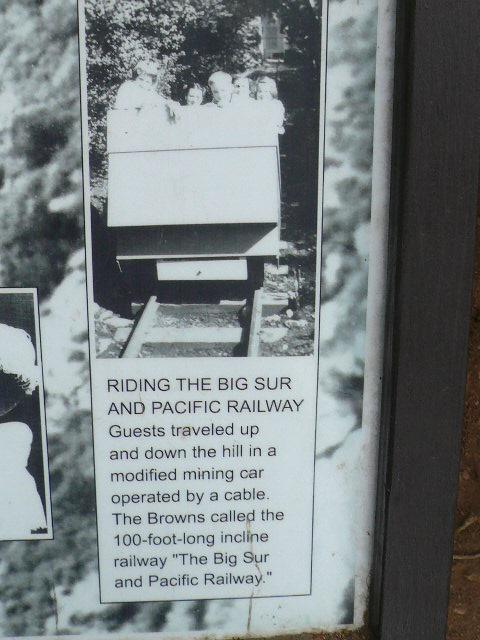 RIDING THE BIG SUR
AND PACIFIC RAILWAY
Guests traveled up
and down the hill in a
modified mining car
operated by a cable.
The Browns called the
100-foot-long incline
railway "The Big Sur
and Pacific Railway."